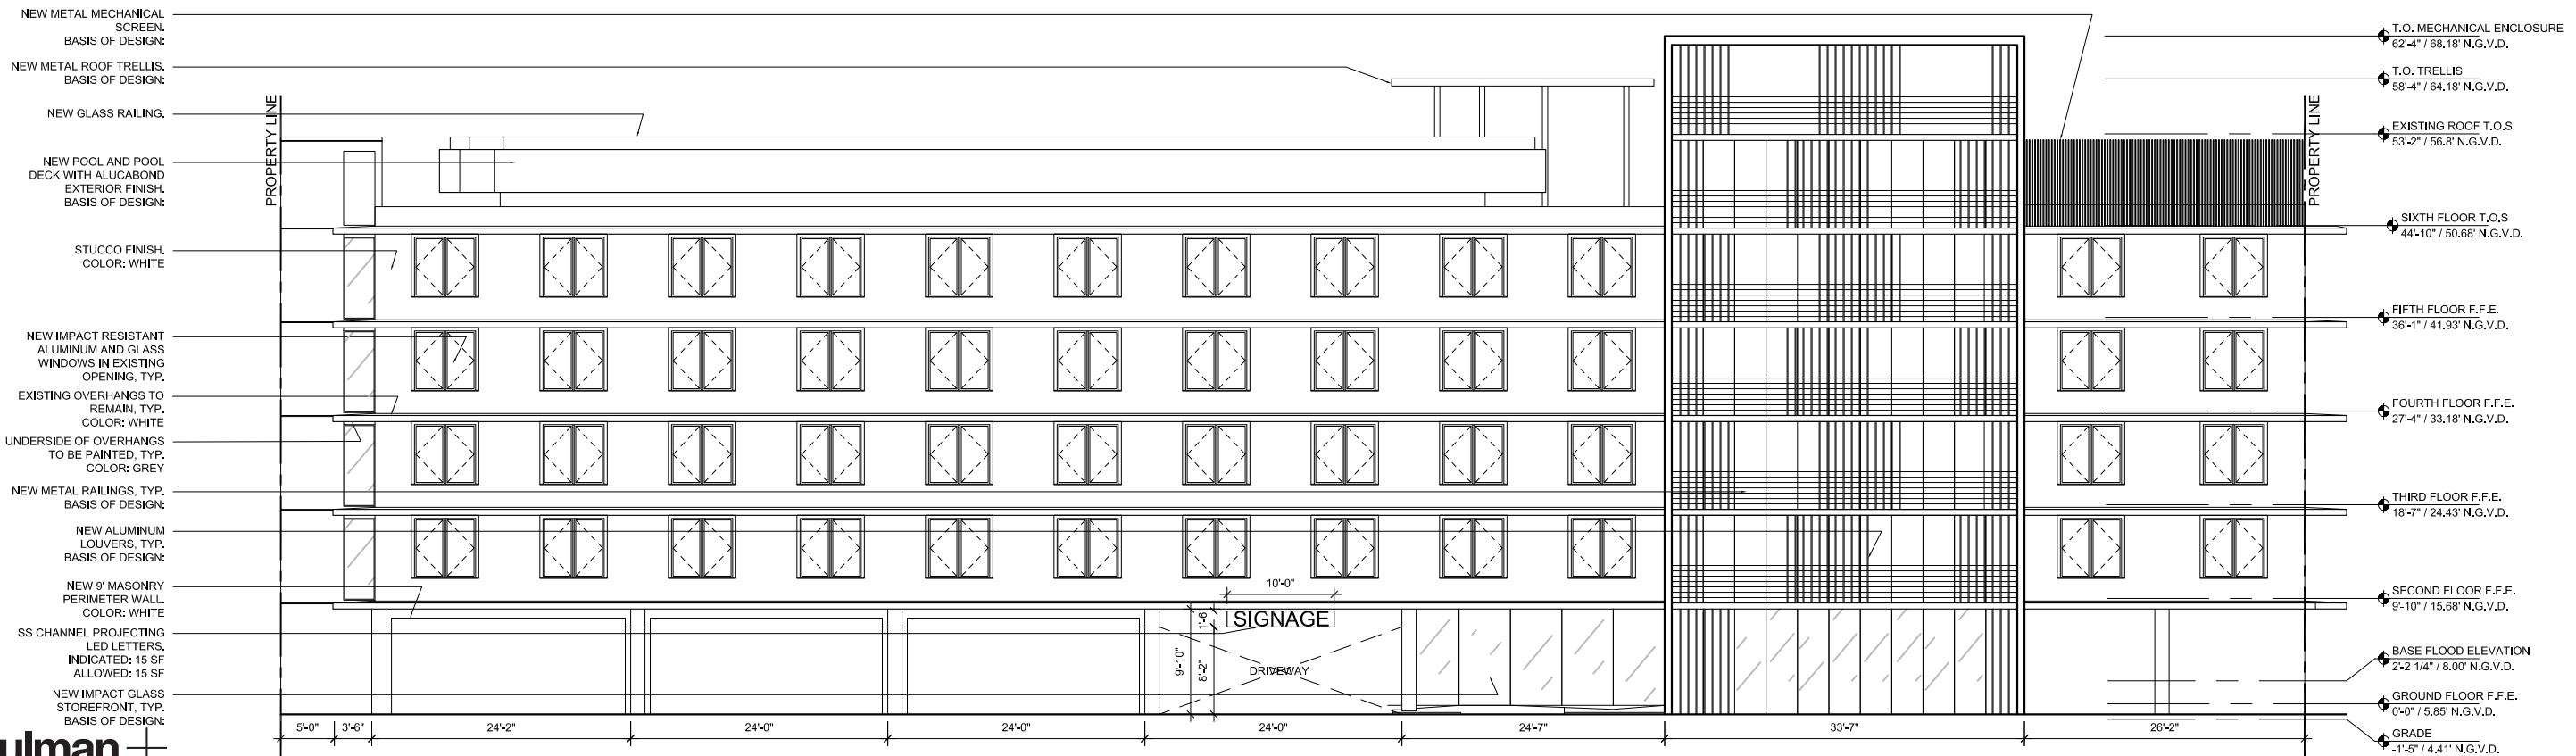 NEW METAL MECHANICAL
SCREEN.
BASIS OF DESIGN:
NEW METAL ROOF TRELLIS.
BASIS OF DESIGN:
NEW GLASS RAILING.
NEW POOL AND POOL
DECK WITH ALUCABOND
EXTERIOR FINISH.
BASIS OF DESIGN:
STUCCO FINISH.
COLOR: WHITE
NEW IMPACT RESISTANT
ALUMINUM AND GLASS
WINDOWS IN EXISTING
OPENING, TYP.
EXISTING OVERHANGS TO
REMAIN, TYP.
COLOR: WHITE
UNDERSIDE OF OVERHANGS
TO BE PAINTED, TYP.
COLOR: GREY
NEW METAL RAILINGS, TYP.
BASIS OF DESIGN:
NEW ALUMINUM
LOUVERS, TYP.
BASIS OF DESIGN:
NEW 9' MASONRY
PERIMETER WALL.
COLOR: WHITE
SS CHANNEL PROJECTING
LED LETTERS.
INDICATED: 15 SF
ALLOWED: 15 SF
NEW IMPACT GLASS
STOREFRONT, TYP.
BASIS OF DESIGN:
ulman
PROPERTY LINE
10'-0"
1'-6"
SIGNAGE
9'-10"
8'-2"
DRIVEWAY
5'-0"
3'-6"
24'-2"
24'-0"
24'-0"
24'-0"
24'-7"
33'-7"
26'-2"
PROPERTY LINE
T.O. MECHANICAL ENCLOSURE
62'-4" / 68.18' N.G.V.D.
T.O. TRELLIS
58'-4" / 64.18' N.G.V.D.
EXISTING ROOF T.O.S
53'-2" / 56.8' N.G.V.D.
SIXTH FLOOR T.O.S
44'-10" / 50.68' N.G.V.D.
FIFTH FLOOR F.F.E.
36'-1" / 41.93' N.G.V.D.
FOURTH FLOOR F.F.E.
27'-4" / 33.18' N.G.V.D.
THIRD FLOOR F.F.E.
18'-7" / 24.43' N.G.V.D.
SECOND FLOOR F.F.E.
9'-10" / 15.68' N.G.V.D.
BASE FLOOD ELEVATION
2'-2 1/4" / 8.00' N.G.V.D.
GROUND FLOOR F.F.E.
0'-0" / 5.85' N.G.V.D.
GRADE
-1'-5" / 4.41' N.G.V.D.